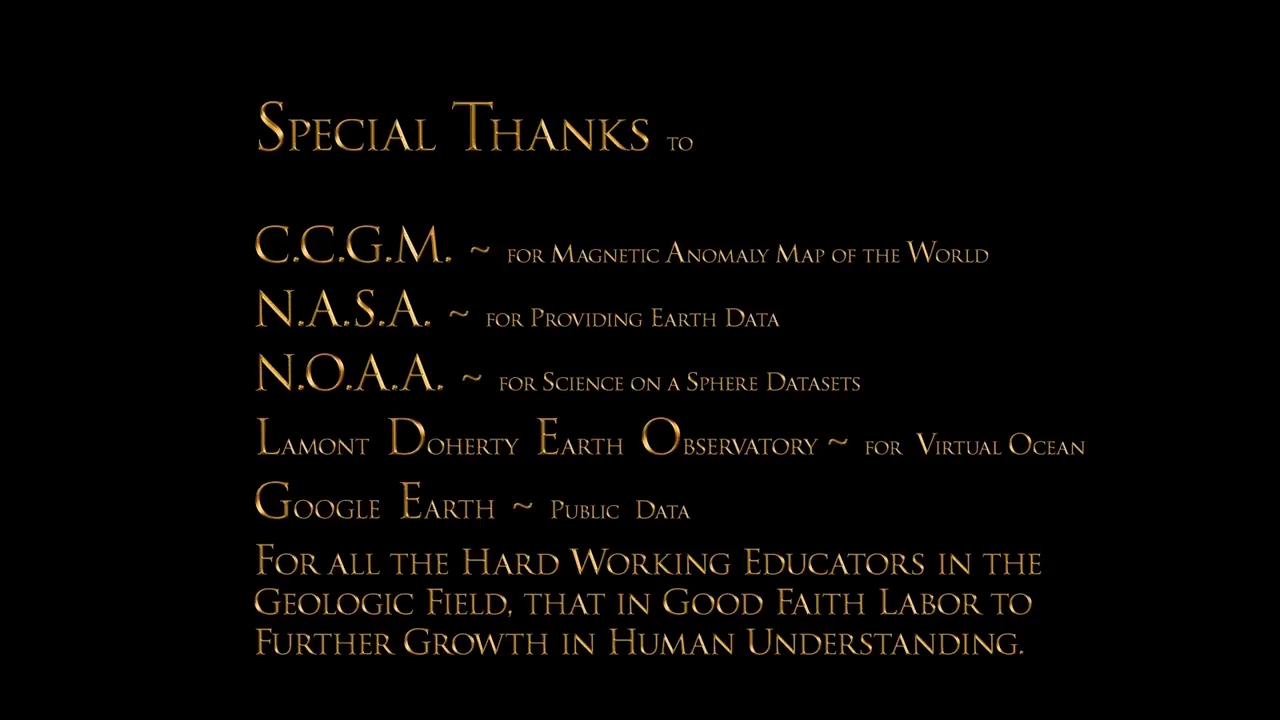 Special Thanks to
C.C.G.M. ~ for Magnetic Anomaly Map of the World
N.A.S.A. ~ for Providing Earth Data
N.O.A.A. ~ for Science on a Sphere Datasets
Lamont Doherty Earth Observatory ~ for Virtual Ocean
Google Earth ~ Public Data
For all the Hard Working Educators in the
Geologic Field, that in Good Faith Labor to
Further Growth in Human Understanding.